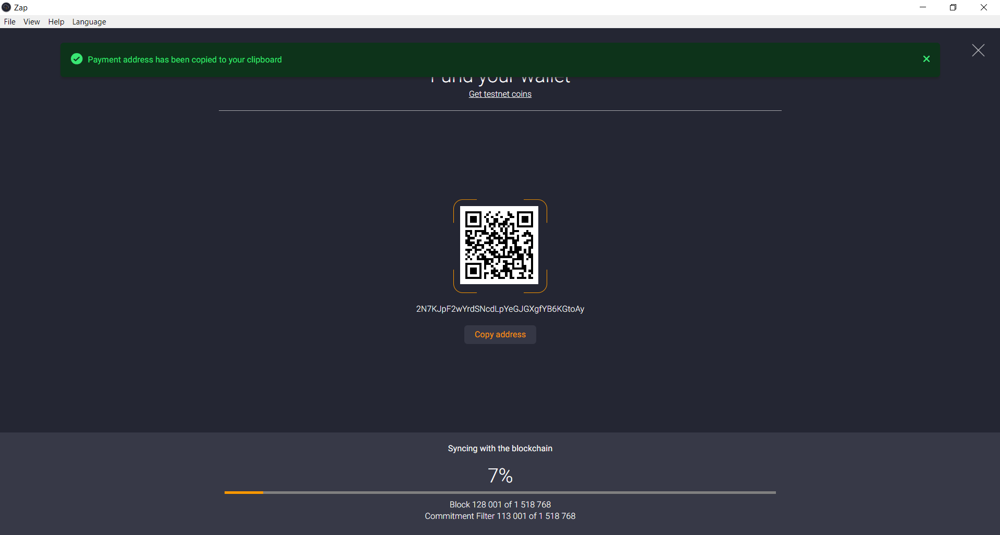 Zap
File View Help Language
Payment address has been copied to your clipboard
Fund your wallet
Get testnet coins
2N7KJpF2wYrdSNcdLpYeGJGXgfYB6KGtoAy
Copy address
Syncing with the blockchain
7%
Block 128 001 of 1 518 768
Commitment Filter 113 001 of 1 518 768